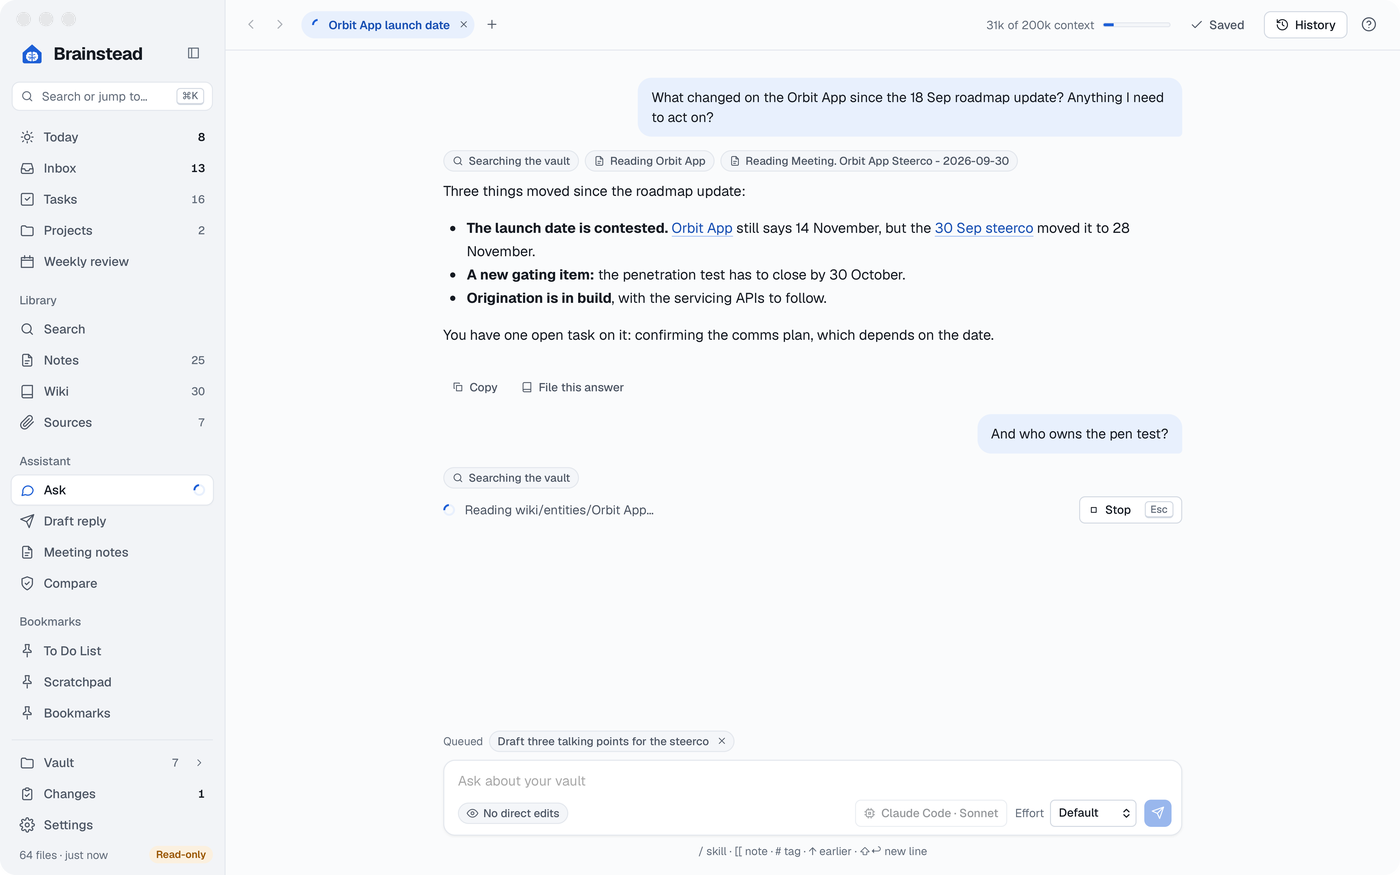 Brainstead
Search or jump to... ⌘K
Today 8
Inbox 13
Tasks 16
Projects 2
Weekly review
Library
Search
Notes 25
Wiki 30
Sources 7
Assistant
Ask
Draft reply
Meeting notes
Compare
Bookmarks
To Do List
Scratchpad
Bookmarks
Vault 7
Changes 1
Settings
64 files · just now Read-only
Orbit App launch date
31k of 200k context
Saved
History
What changed on the Orbit App since the 18 Sep roadmap update? Anything I need
to act on?
Searching the vault
Reading Orbit App
Reading Meeting. Orbit App Steerco - 2026-09-30
Three things moved since the roadmap update:
• The launch date is contested. Orbit App still says 14 November, but the 30 Sep steerco moved it to 28
November.
• A new gating item: the penetration test has to close by 30 October.
• Origination is in build, with the servicing APIs to follow.
You have one open task on it: confirming the comms plan, which depends on the date.
Copy
File this answer
And who owns the pen test?
Searching the vault
Reading wiki/entities/Orbit App...
Stop Esc
Queued Draft three talking points for the steerco
Ask about your vault
No direct edits
Claude Code · Sonnet
Effort Default
/ skill · [[ note · # tag · ↑ earlier · ⇧↩ new line